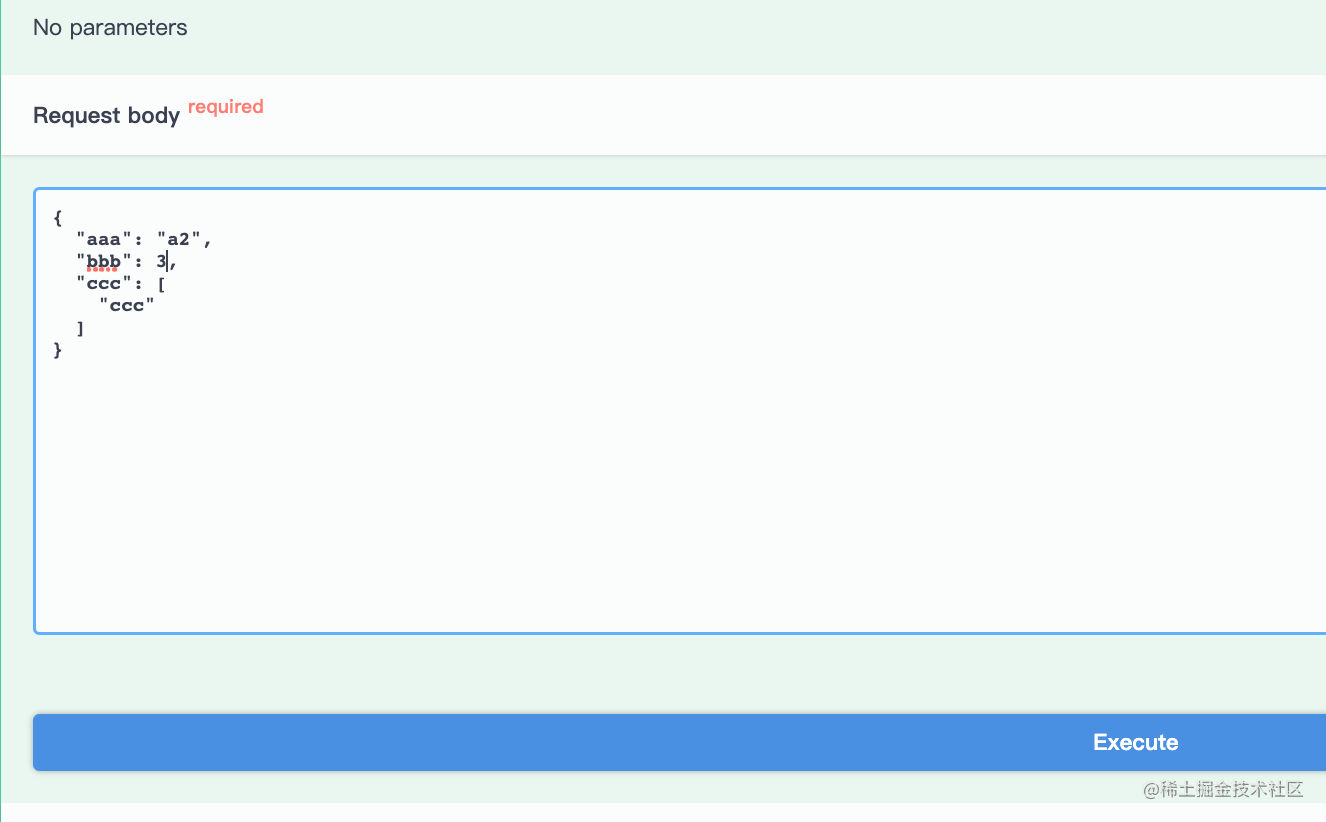 No parameters
Request body required
{
  "aaa": "a2",
  "bbb": 3,
  "ccc": [
    "ccc"
  ]
}
Execute
@稀土掘金技术社区